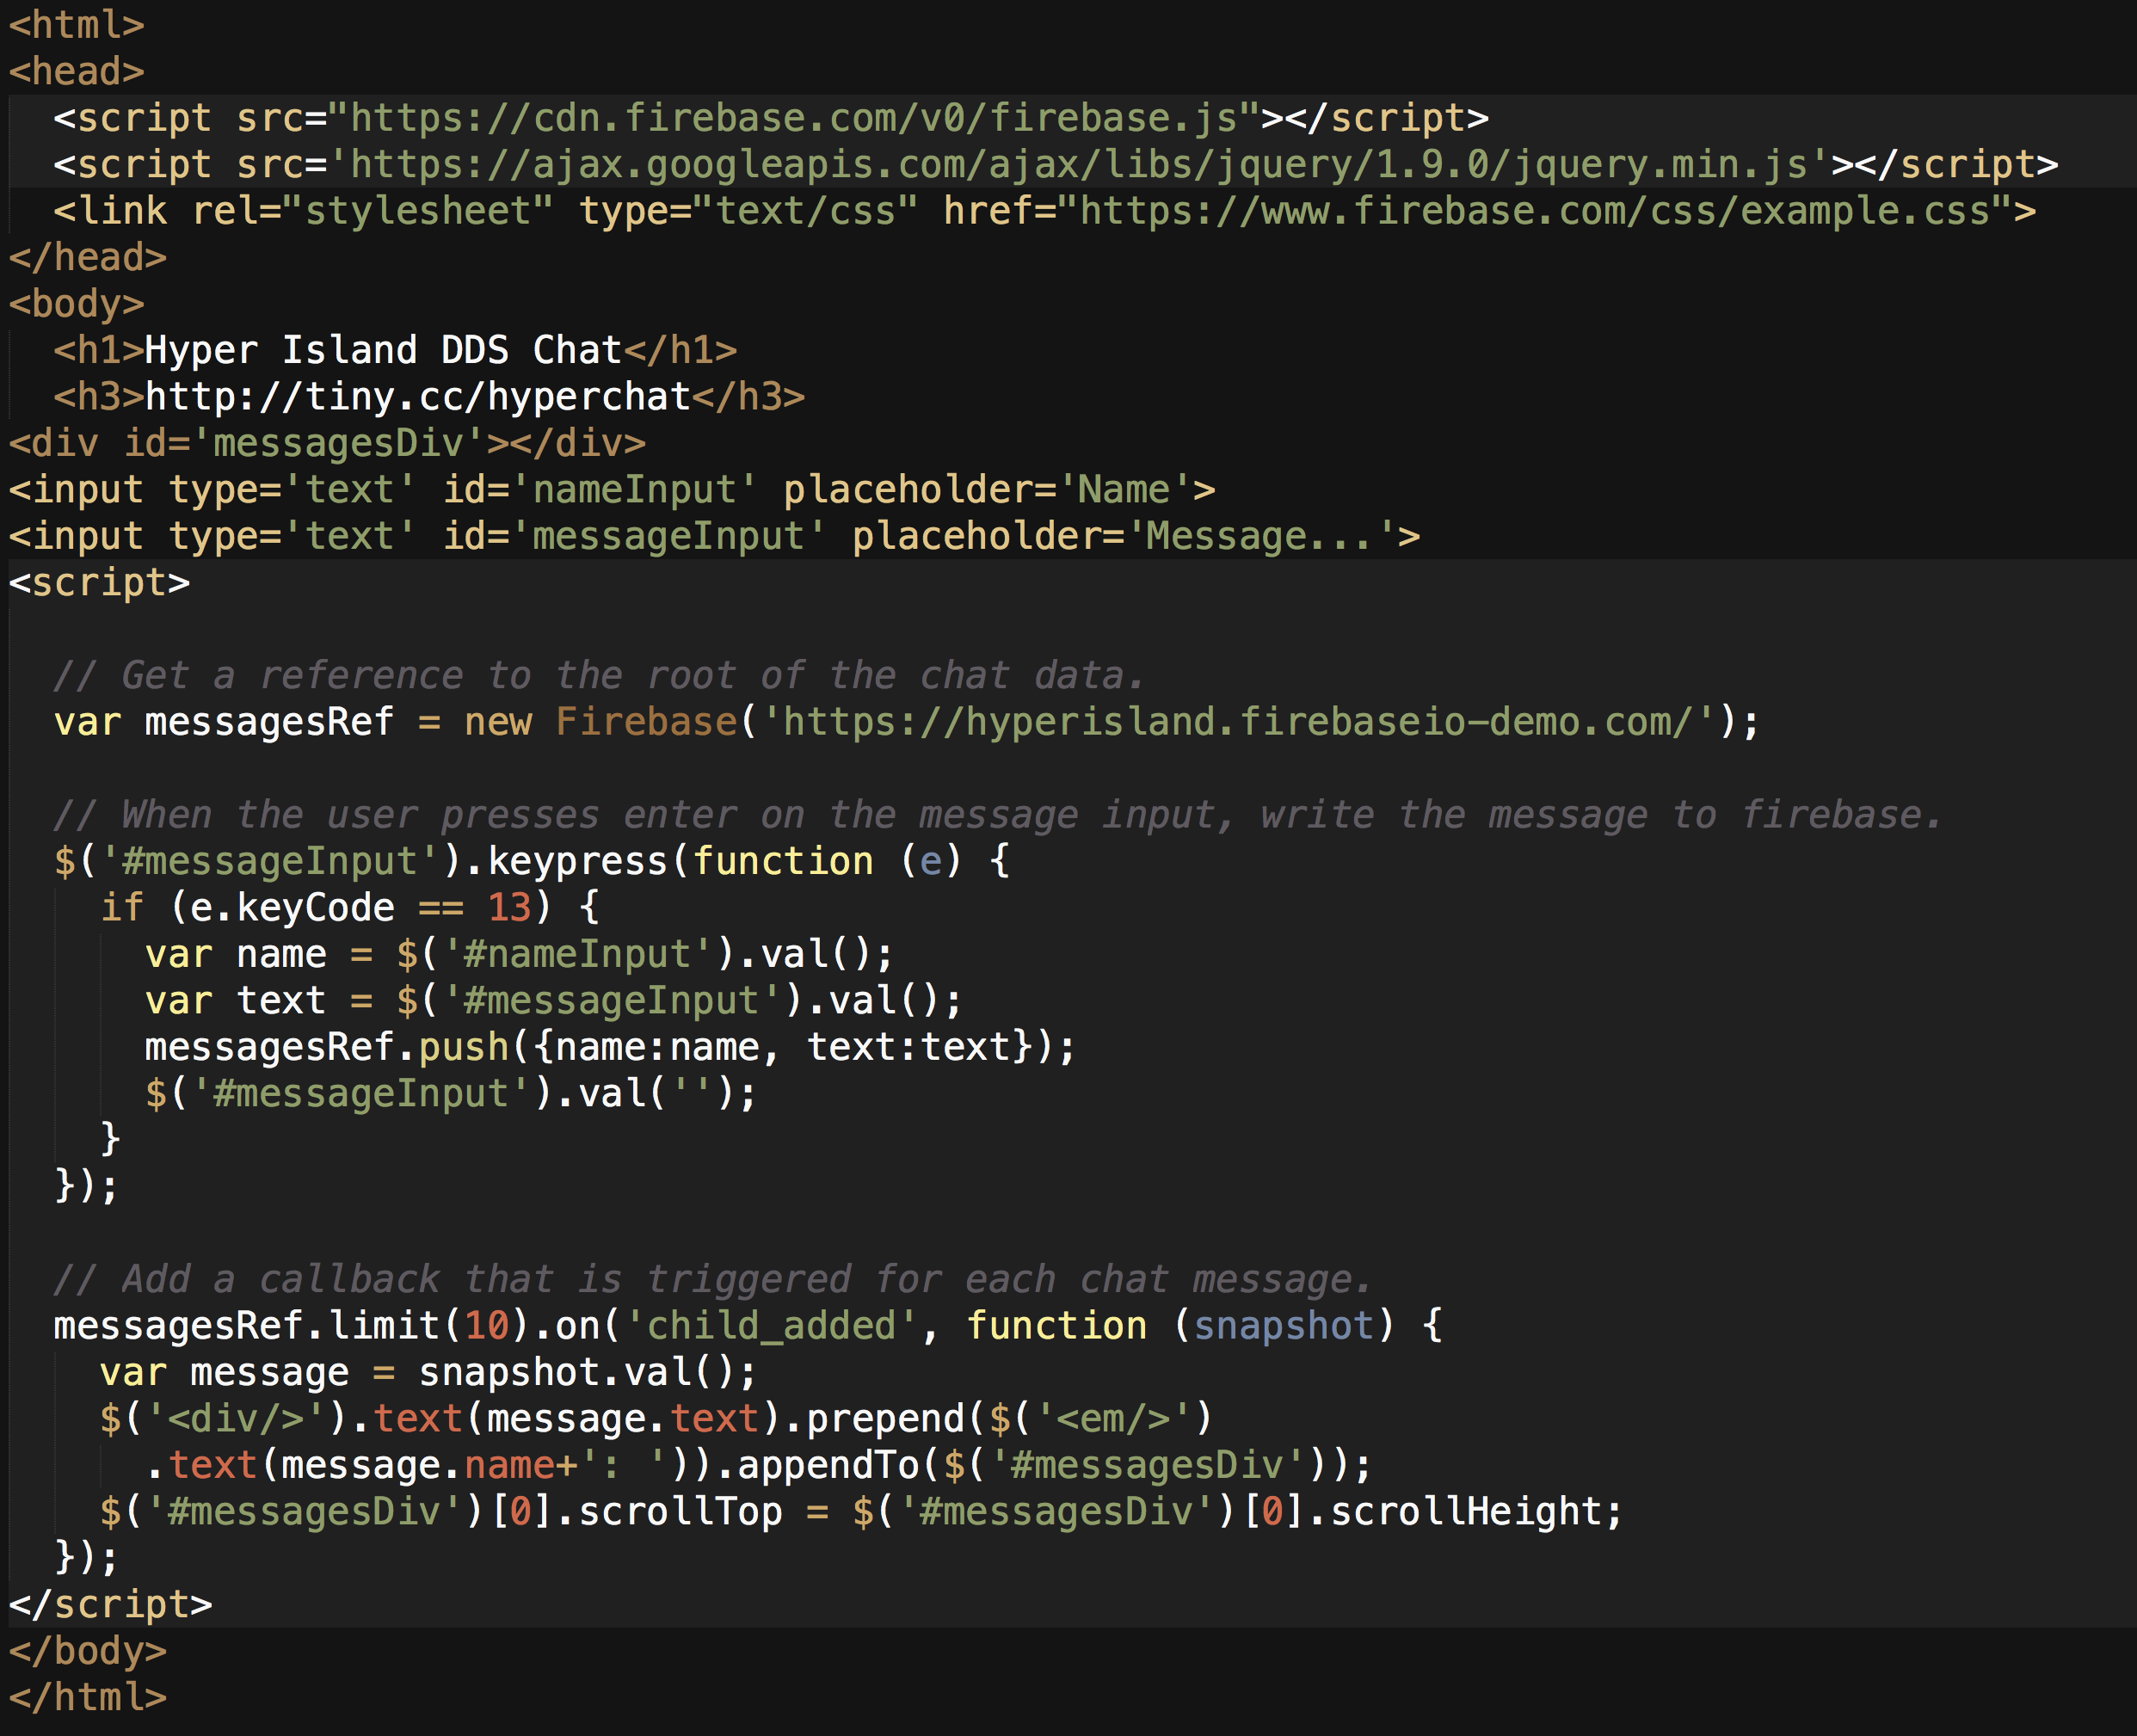 <html>
<head>
  <script src="https://cdn.firebase.com/v0/firebase.js"></script>
  <script src='https://ajax.googleapis.com/ajax/libs/jquery/1.9.0/jquery.min.js'></script>
  <link rel="stylesheet" type="text/css" href="https://www.firebase.com/css/example.css">
</head>
<body>
  <h1>Hyper Island DDS Chat</h1>
  <h3>http://tiny.cc/hyperchat</h3>
<div id='messagesDiv'></div>
<input type='text' id='nameInput' placeholder='Name'>
<input type='text' id='messageInput' placeholder='Message...'>
<script>

  // Get a reference to the root of the chat data.
  var messagesRef = new Firebase('https://hyperisland.firebaseio-demo.com/');

  // When the user presses enter on the message input, write the message to firebase.
  $('#messageInput').keypress(function (e) {
    if (e.keyCode == 13) {
      var name = $('#nameInput').val();
      var text = $('#messageInput').val();
      messagesRef.push({name:name, text:text});
      $('#messageInput').val('');
    }
  });

  // Add a callback that is triggered for each chat message.
  messagesRef.limit(10).on('child_added', function (snapshot) {
    var message = snapshot.val();
    $('<div/>').text(message.text).prepend($('<em/>')
      .text(message.name+': ')).appendTo($('#messagesDiv'));
    $('#messagesDiv')[0].scrollTop = $('#messagesDiv')[0].scrollHeight;
  });
</script>
</body>
</html>